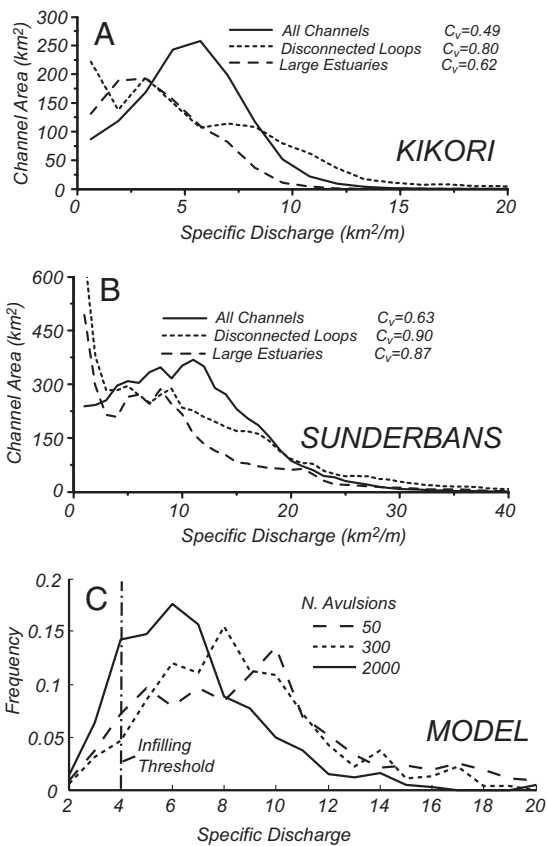 A
300
250
200
150
100
50
0
Channel Area (km²)
All Channels Cᵥ=0.49
Disconnected Loops Cᵥ=0.80
Large Estuaries Cᵥ=0.62
KIKORI
0 5 10 15 20
Specific Discharge (km²/m)
B
600
450
300
150
0
Channel Area (km²)
All Channels Cᵥ=0.63
Disconnected Loops Cᵥ=0.90
Large Estuaries Cᵥ=0.87
SUNDERBANS
0 10 20 30 40
Specific Discharge (km²/m)
C
0.2
0.15
0.1
0.05
0
Frequency
N. Avulsions
50
300
2000
MODEL
Infilling
Threshold
2 4 6 8 10 12 14 16 18 20
Specific Discharge